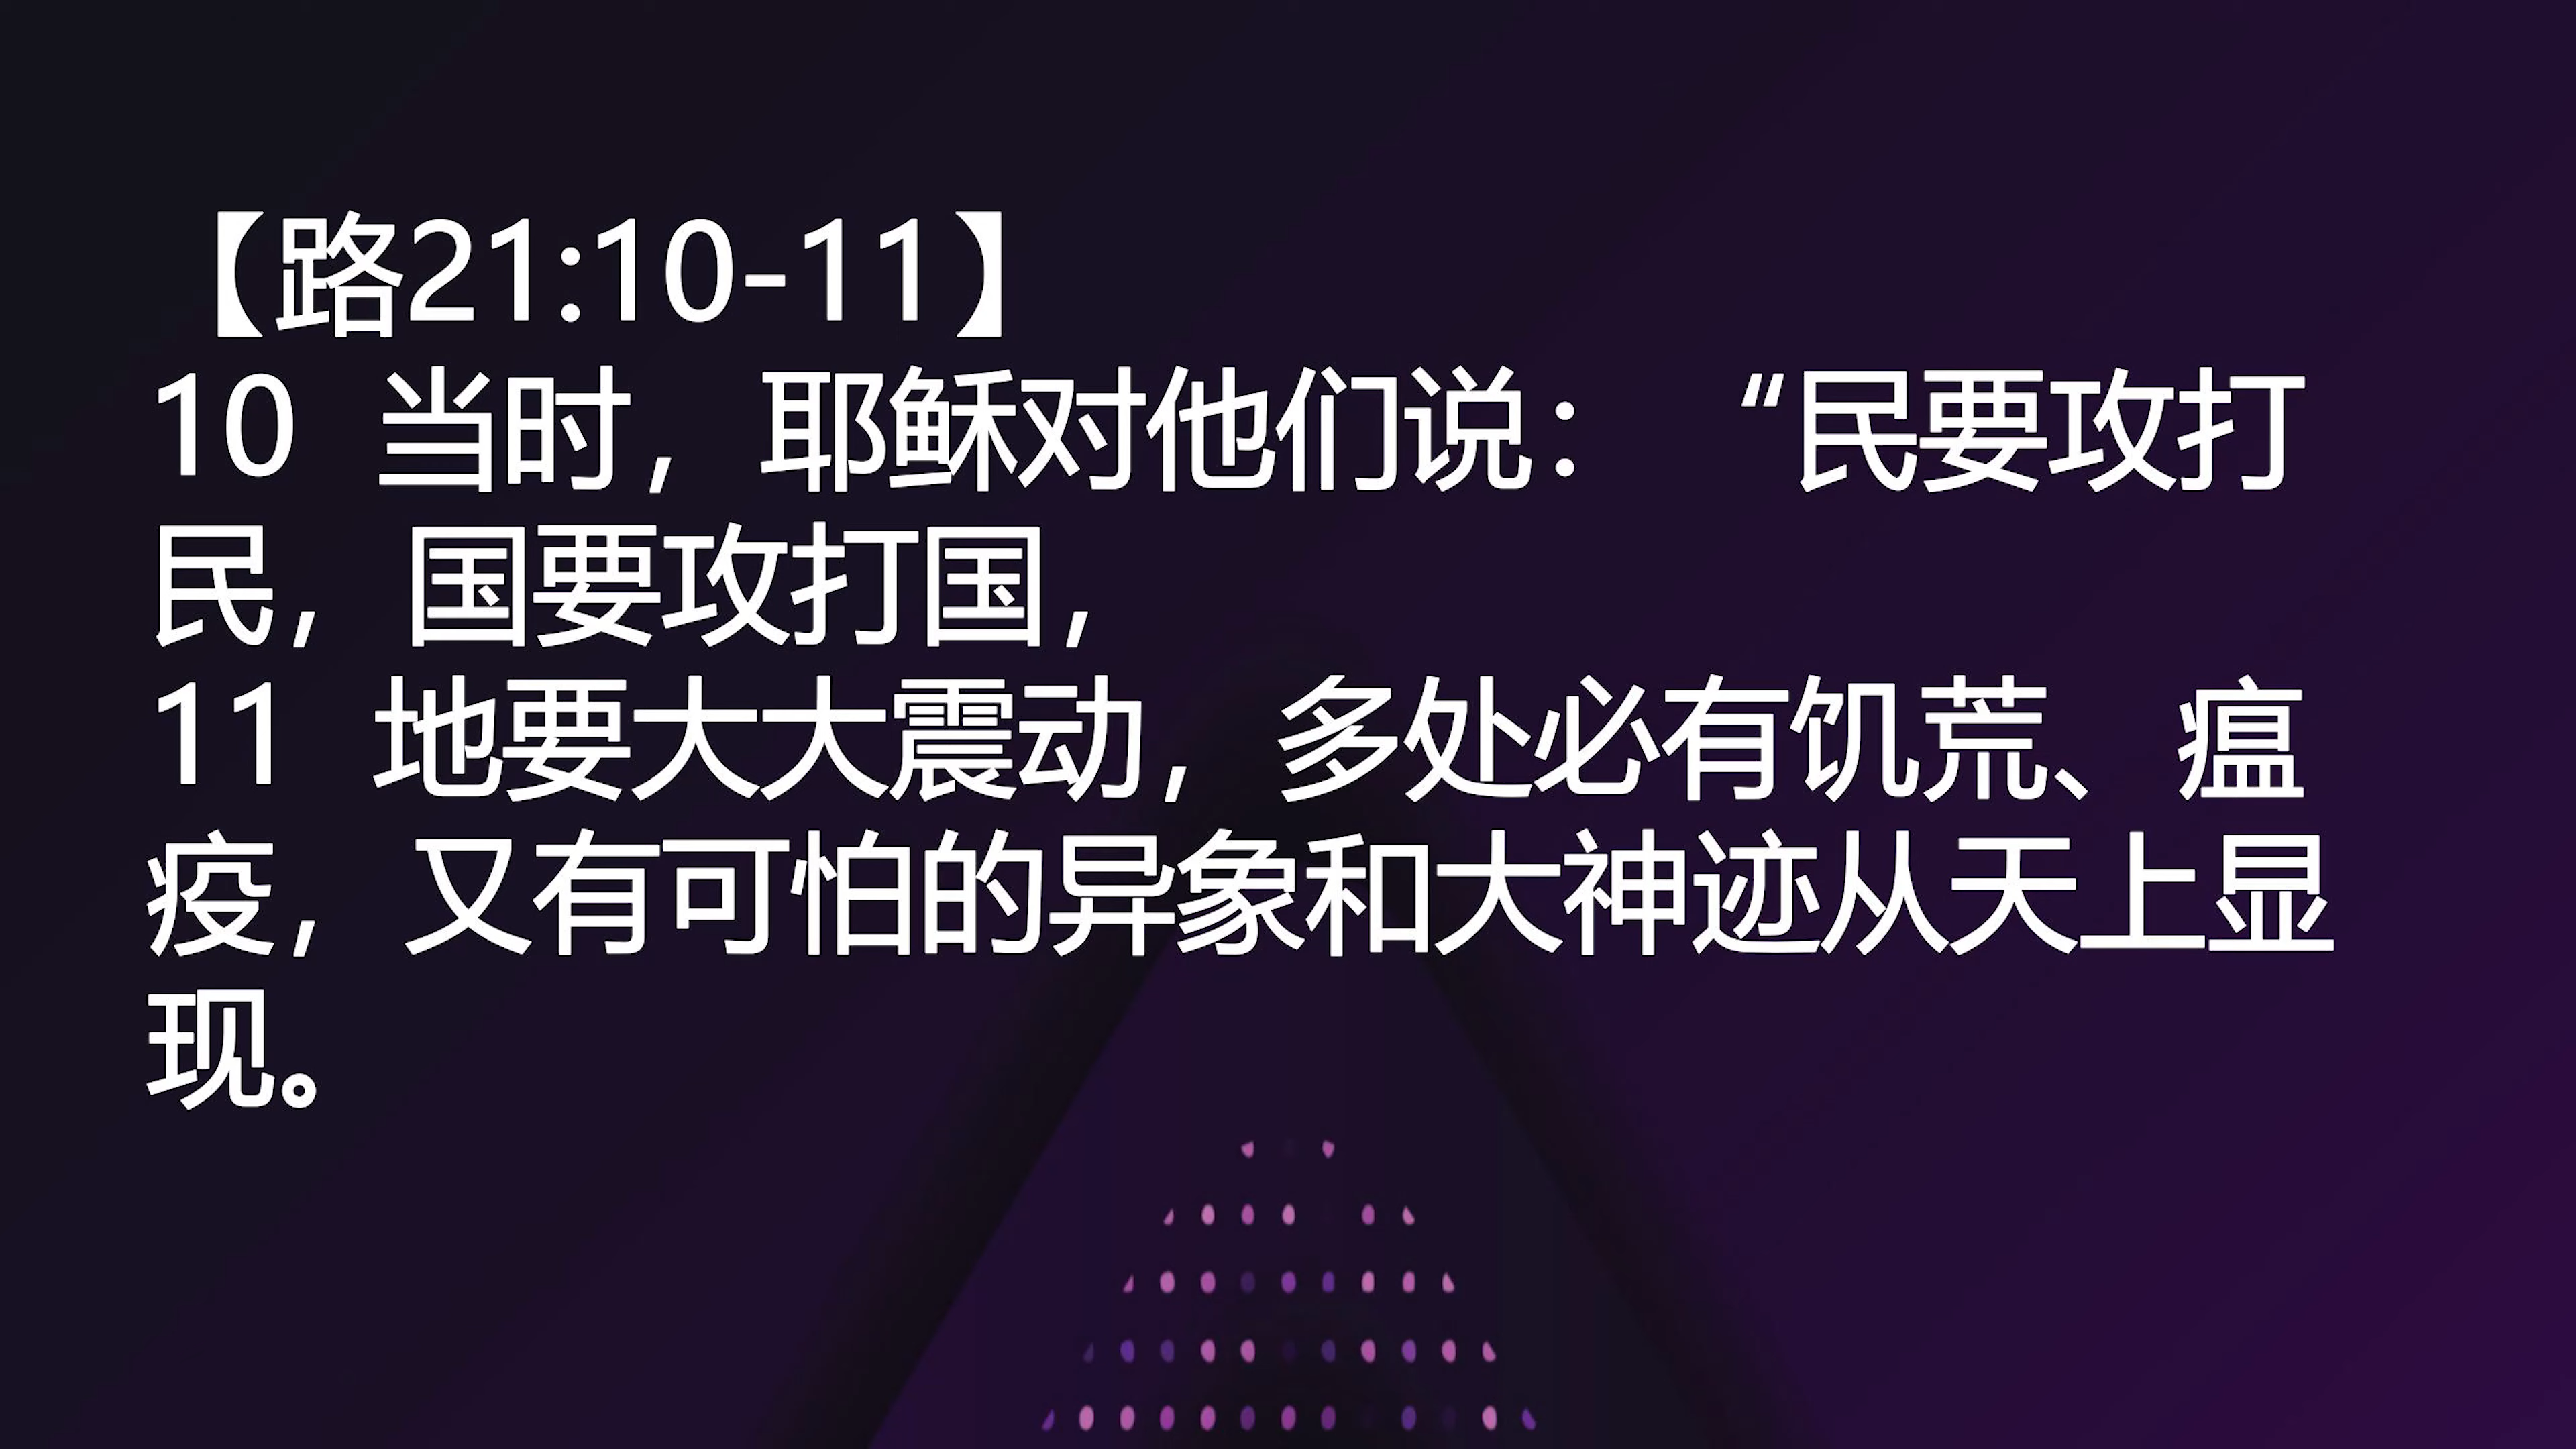 【路21:10-11】
10 当时，耶稣对他们说：“民要攻打
民，国要攻打国，
11 地要大大震动，多处必有饥荒、瘟
疫，又有可怕的异象和大神迹从天上显
现。